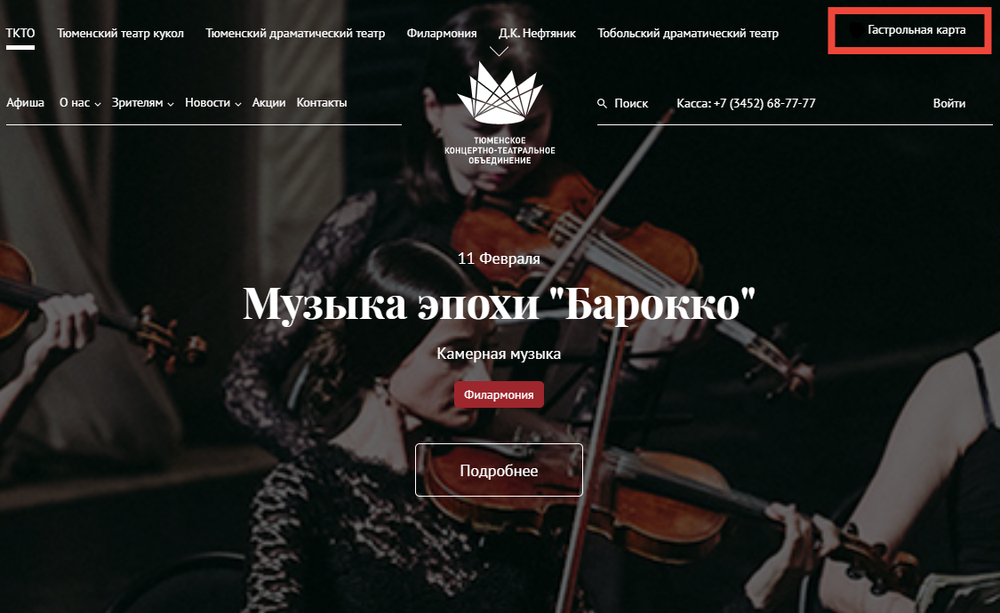 ТКТО Тюменский театр кукол Тюменский драматический театр Филармония Д.К. Нефтяник Тобольский драматический театр Гастрольная карта
Афиша О нас Зрителям Новости Акции Контакты
Поиск Касса: +7 (3452) 68-77-77 Войти
ТЮМЕНСКОЕ
КОНЦЕРТНО-ТЕАТРАЛЬНОЕ
ОБЪЕДИНЕНИЕ
11 Февраля
Музыка эпохи "Барокко"
Камерная музыка
Филармония
Подробнее